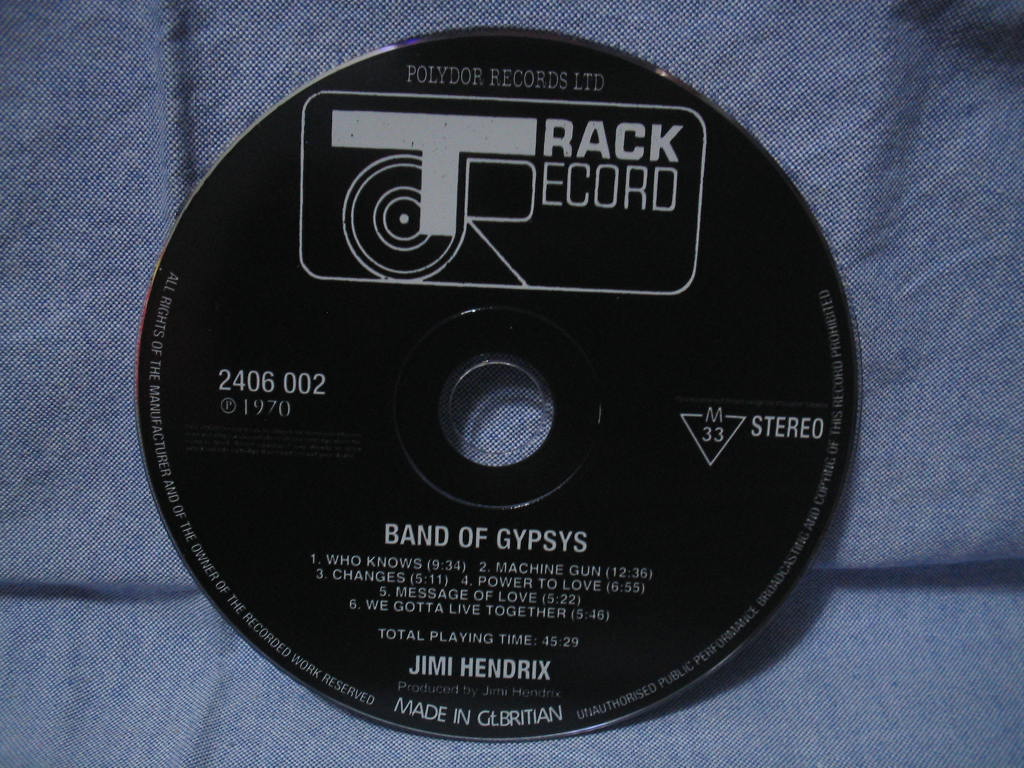 POLYDOR RECORDS LTD
TRACK
RECORD
2406 002
℗ 1970
M
33
STEREO
BAND OF GYPSYS
1. WHO KNOWS (9:34) 2. MACHINE GUN (12:36)
3. CHANGES (5:11) 4. POWER TO LOVE (6:55)
5. MESSAGE OF LOVE (5:22)
6. WE GOTTA LIVE TOGETHER (5:46)
TOTAL PLAYING TIME: 45:29
JIMI HENDRIX
Produced by Jimi Hendrix
MADE IN Gt.BRITIAN
ALL RIGHTS OF THE MANUFACTURER AND OF THE OWNER OF THE RECORDED WORK RESERVED
UNAUTHORISED PUBLIC PERFORMANCE BROADCASTING AND COPYING OF THIS RECORD PROHIBITED